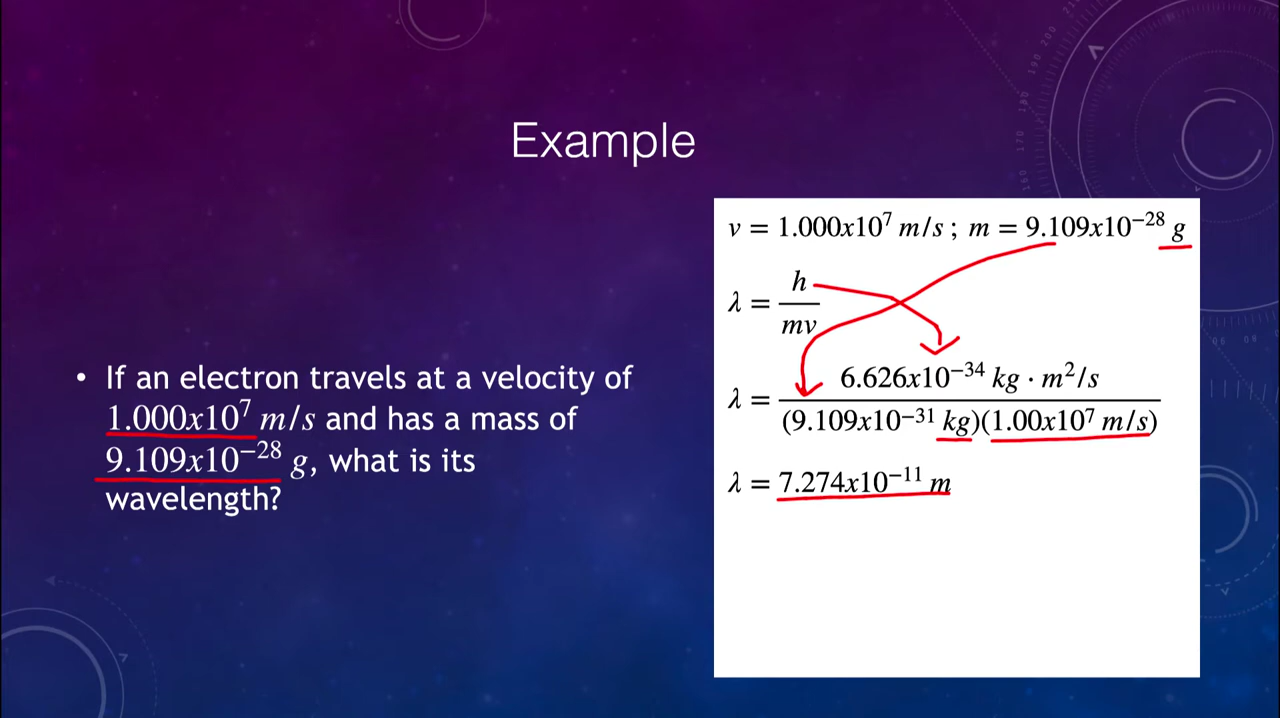 Example
• If an electron travels at a velocity of
1.000x10⁷ m/s and has a mass of
9.109x10⁻²⁸ g, what is its
wavelength?
v = 1.000x10⁷ m/s ; m = 9.109x10⁻²⁸ g
λ = h / mv
λ = 6.626x10⁻³⁴ kg · m²/s / (9.109x10⁻³¹ kg)(1.00x10⁷ m/s)
λ = 7.274x10⁻¹¹ m